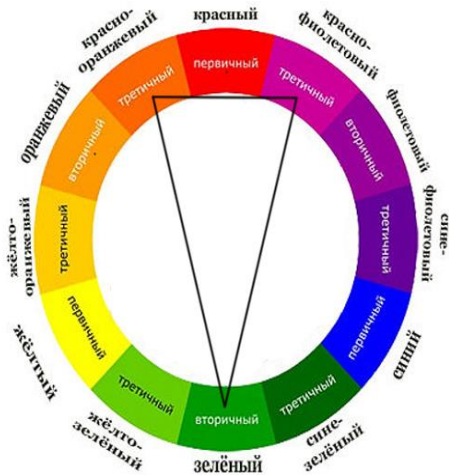 красный
красно-
фиолетовый
фиолетовый
сине-
фиолетовый
синий
сине-
зелёный
зелёный
жёлто-
зелёный
жёлтый
жёлто-
оранжевый
оранжевый
красно-
оранжевый
первичный
третичный
вторичный
третичный
первичный
третичный
вторичный
третичный
первичный
третичный
вторичный
третичный